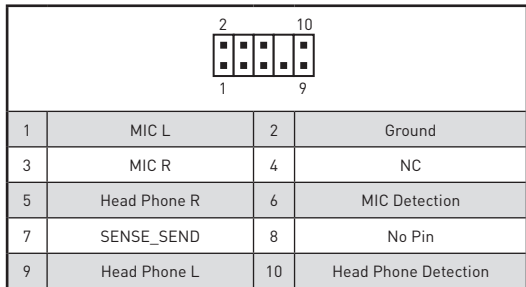 2 10
1 9
1 MIC L 2 Ground
3 MIC R 4 NC
5 Head Phone R 6 MIC Detection
7 SENSE_SEND 8 No Pin
9 Head Phone L 10 Head Phone Detection